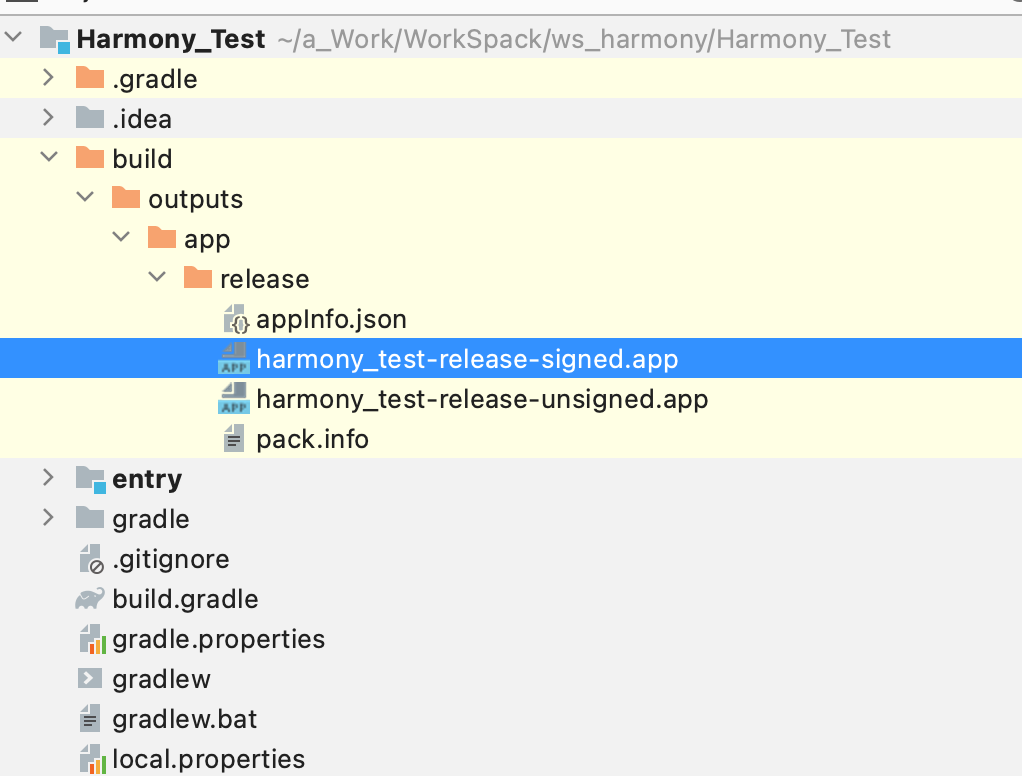 Harmony_Test ~/a_Work/WorkSpack/ws_harmony/Harmony_Test
.gradle
.idea
build
outputs
app
release
appInfo.json
APP harmony_test-release-signed.app
APP harmony_test-release-unsigned.app
pack.info
entry
gradle
.gitignore
build.gradle
gradle.properties
gradlew
gradlew.bat
local.properties